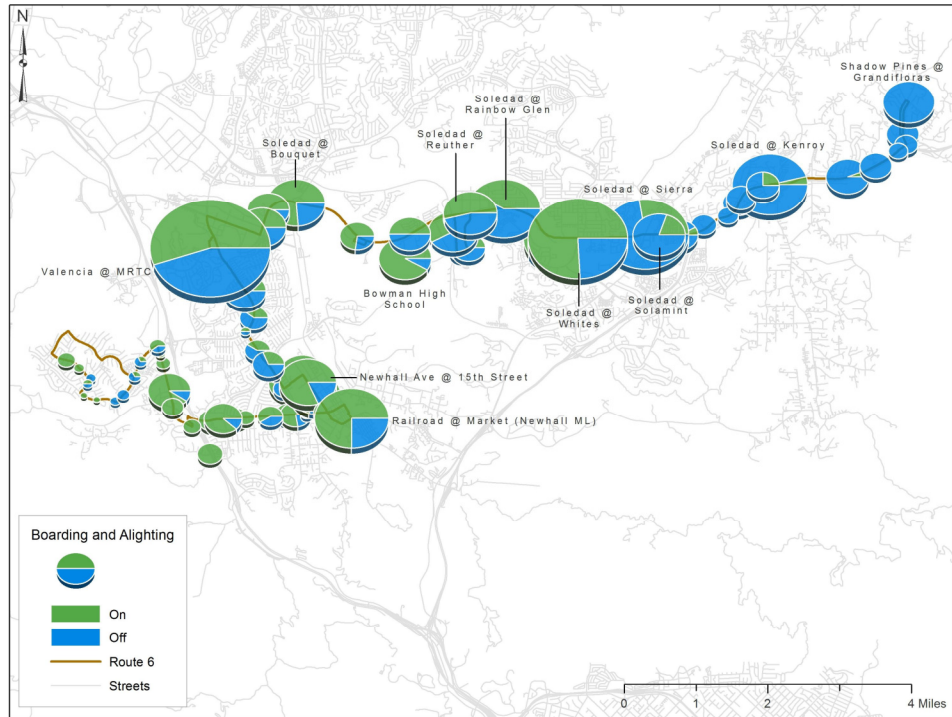 N
Shadow Pines @
Grandifloras
Soledad @
Rainbow Glen
Soledad @
Reuther
Soledad @
Bouquet
Soledad @ Kenroy
Soledad @ Sierra
Valencia @ MRTC
Bowman High
School
Soledad @
Whites
Soledad @
Solamint
Newhall Ave @ 15th Street
Railroad @ Market (Newhall ML)
Boarding and Alighting
On
Off
Route 6
Streets
0 1 2 4 Miles